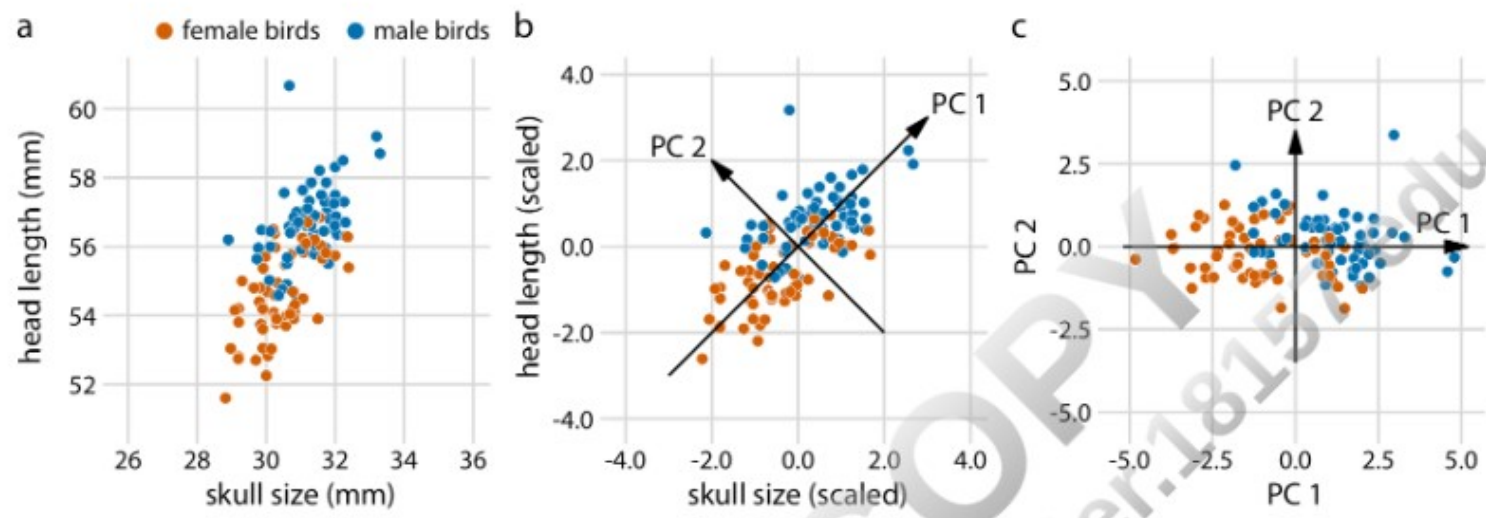 a
female birds
male birds
head length (mm)
60
58
56
54
52
26 28 30 32 34 36
skull size (mm)
b
head length (scaled)
4.0
2.0
0.0
-2.0
-4.0
PC 1
PC 2
-4.0 -2.0 0.0 2.0 4.0
skull size (scaled)
c
PC 2
5.0
2.5
0.0
-2.5
-5.0
PC 2
PC 1
-5.0 -2.5 0.0 2.5 5.0
PC 1
COPY
er.18157.edu